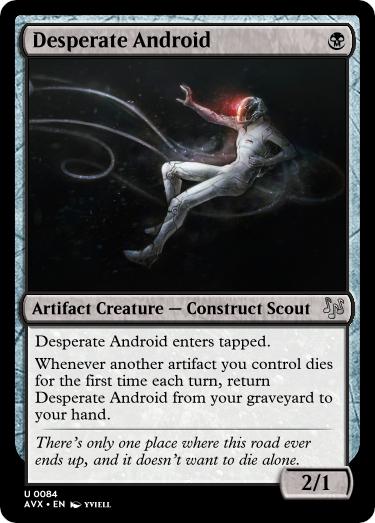 Desperate Android
Artifact Creature — Construct Scout
Desperate Android enters tapped.
Whenever another artifact you control dies
for the first time each turn, return
Desperate Android from your graveyard to
your hand.
There's only one place where this road ever
ends up, and it doesn't want to die alone.
2/1
U 0084
AVX • EN YVIELL